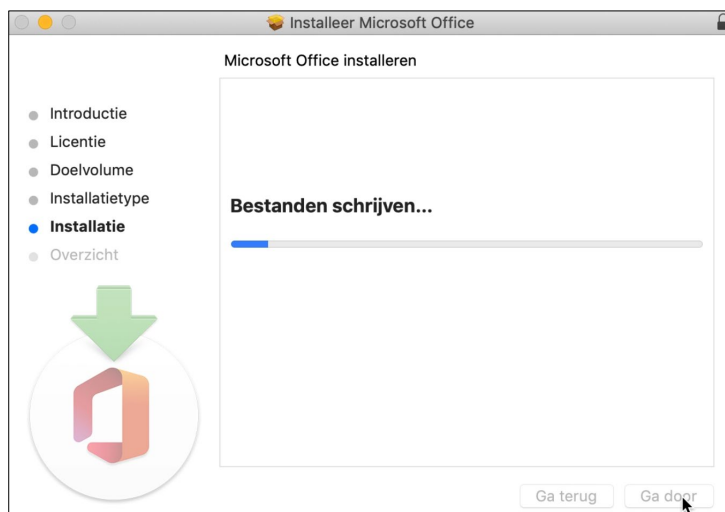 Installeer Microsoft Office
Microsoft Office installeren
Introductie
Licentie
Doelvolume
Installatietype
Installatie
Overzicht
Bestanden schrijven...
Ga terug
Ga door